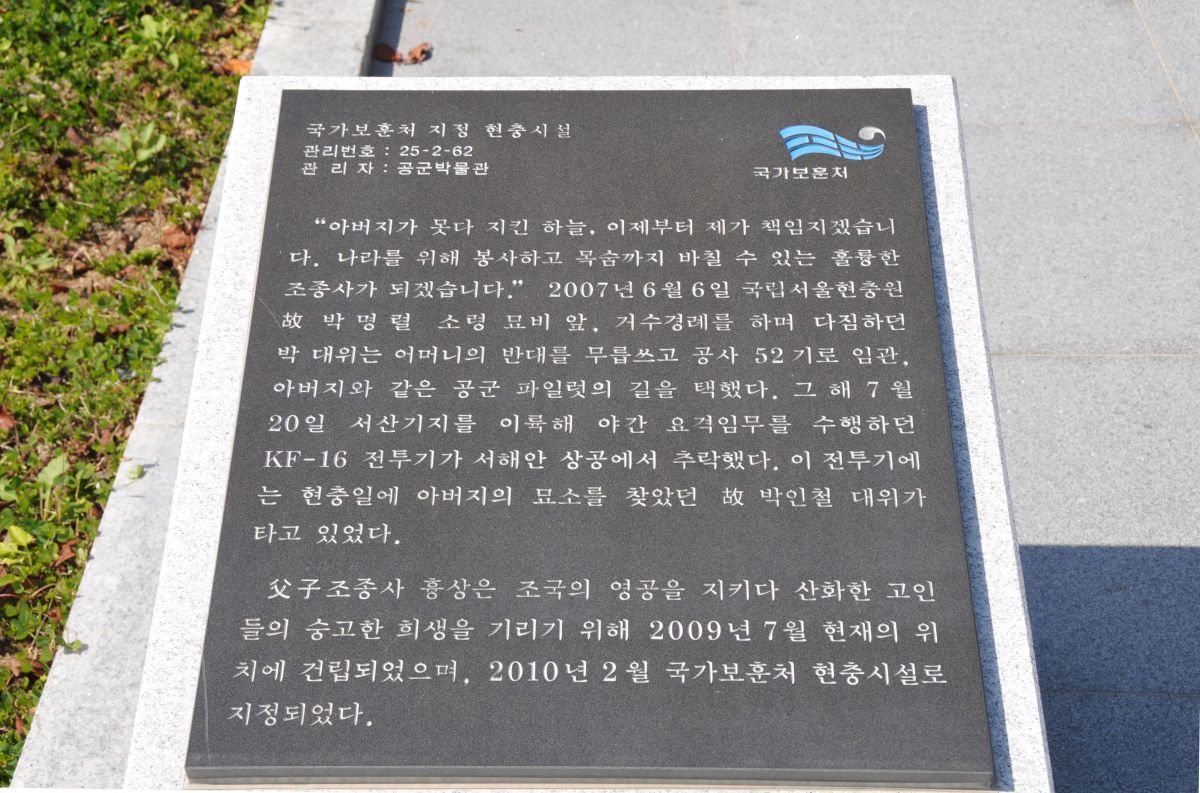 국가보훈처 지정 현충시설
관리번호 : 25-2-62
관 리 자 : 공군박물관
국가보훈처
“아버지가 못다 지킨 하늘. 이제부터 제가 책임지겠습니
다. 나라를 위해 봉사하고 목숨까지 바칠 수 있는 훌륭한
조종사가 되겠습니다.” 2007년 6월 6일 국립서울현충원
故 박명렬 소령 묘비 앞. 거수경례를 하며 다짐하던
박 대위는 어머니의 반대를 무릅쓰고 공사 52기로 임관,
아버지와 같은 공군 파일럿의 길을 택했다. 그 해 7월
20일 서산기지를 이륙해 야간 요격임무를 수행하던
KF-16 전투기가 서해안 상공에서 추락했다. 이 전투기에
는 현충일에 아버지의 묘소를 찾았던 故 박인철 대위가
타고 있었다.
父子조종사 흉상은 조국의 영공을 지키다 산화한 고인
들의 숭고한 희생을 기리기 위해 2009년 7월 현재의 위
치에 건립되었으며, 2010년 2월 국가보훈처 현충시설로
지정되었다.